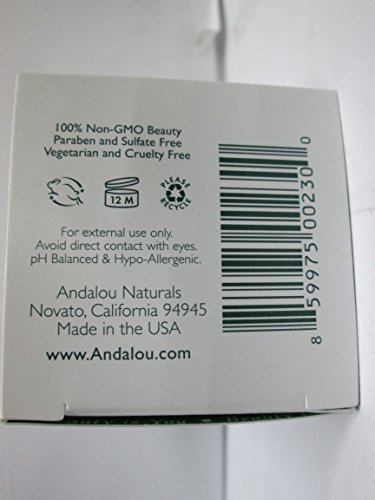 100% Non-GMO Beauty
Paraben and Sulfate Free
Vegetarian and Cruelty Free
12 M
PLEASE
RECYCLE
For external use only.
Avoid direct contact with eyes.
pH Balanced & Hypo-Allergenic.
Andalou Naturals
Novato, California 94945
Made in the USA
www.Andalou.com
8 59975 00230 0